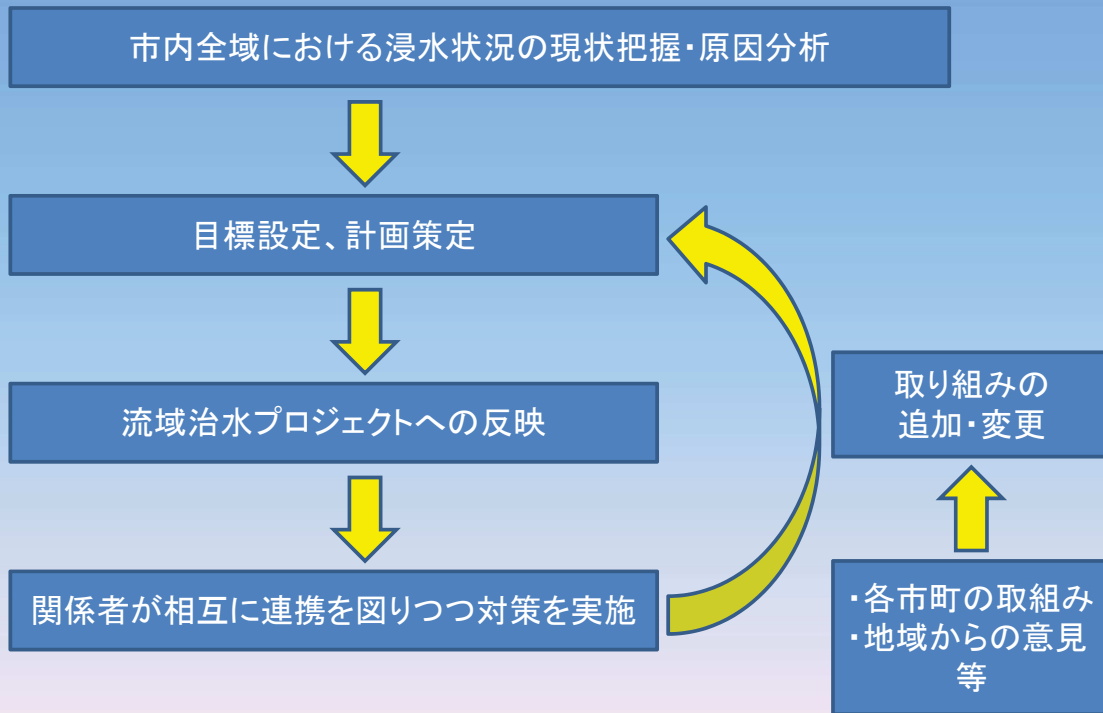 市内全域における浸水状況の現状把握・原因分析
目標設定、計画策定
流域治水プロジェクトへの反映
関係者が相互に連携を図りつつ対策を実施
取り組みの
追加・変更
・各市町の取組み
・地域からの意見
等